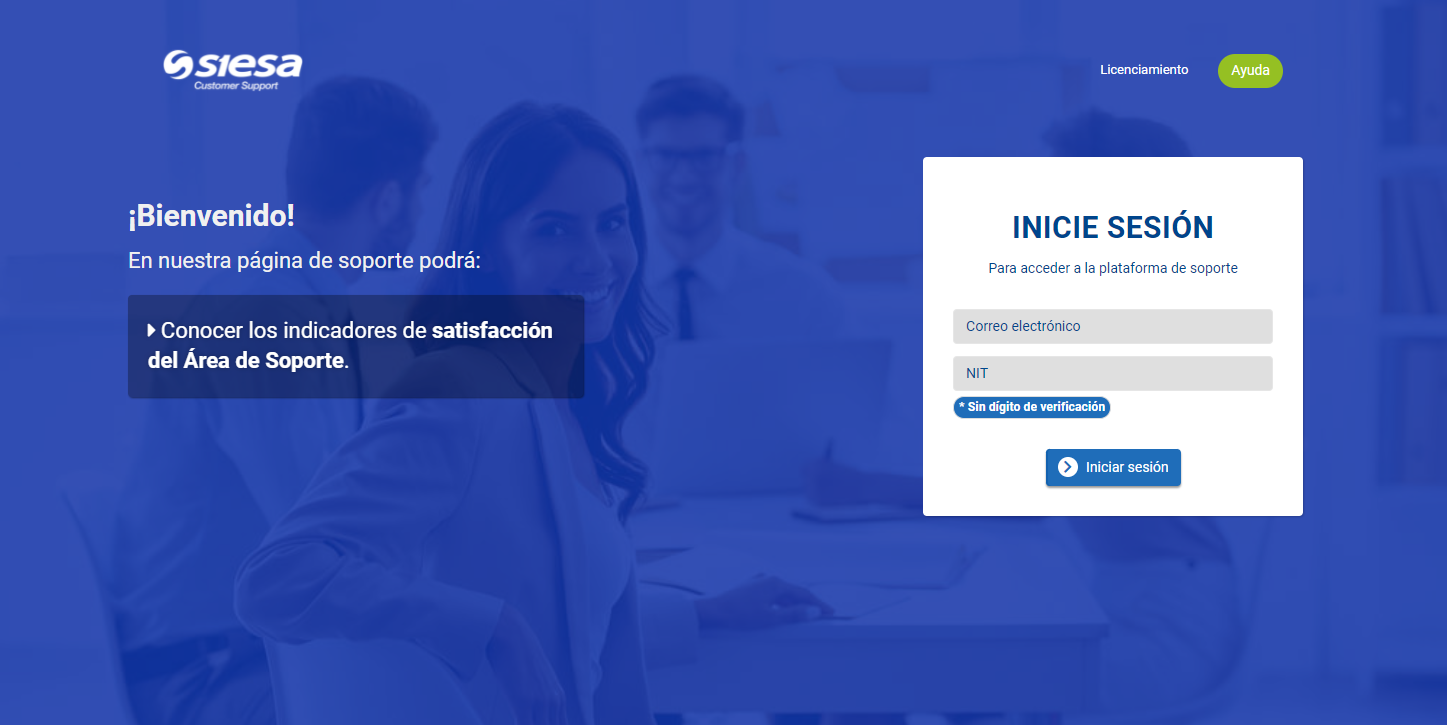 siesa
Customer Support
Licenciamiento
Ayuda
¡Bienvenido!
En nuestra página de soporte podrá:
Conocer los indicadores de satisfacción
del Área de Soporte.
INICIE SESIÓN
Para acceder a la plataforma de soporte
Correo electrónico
NIT
* Sin dígito de verificación
Iniciar sesión